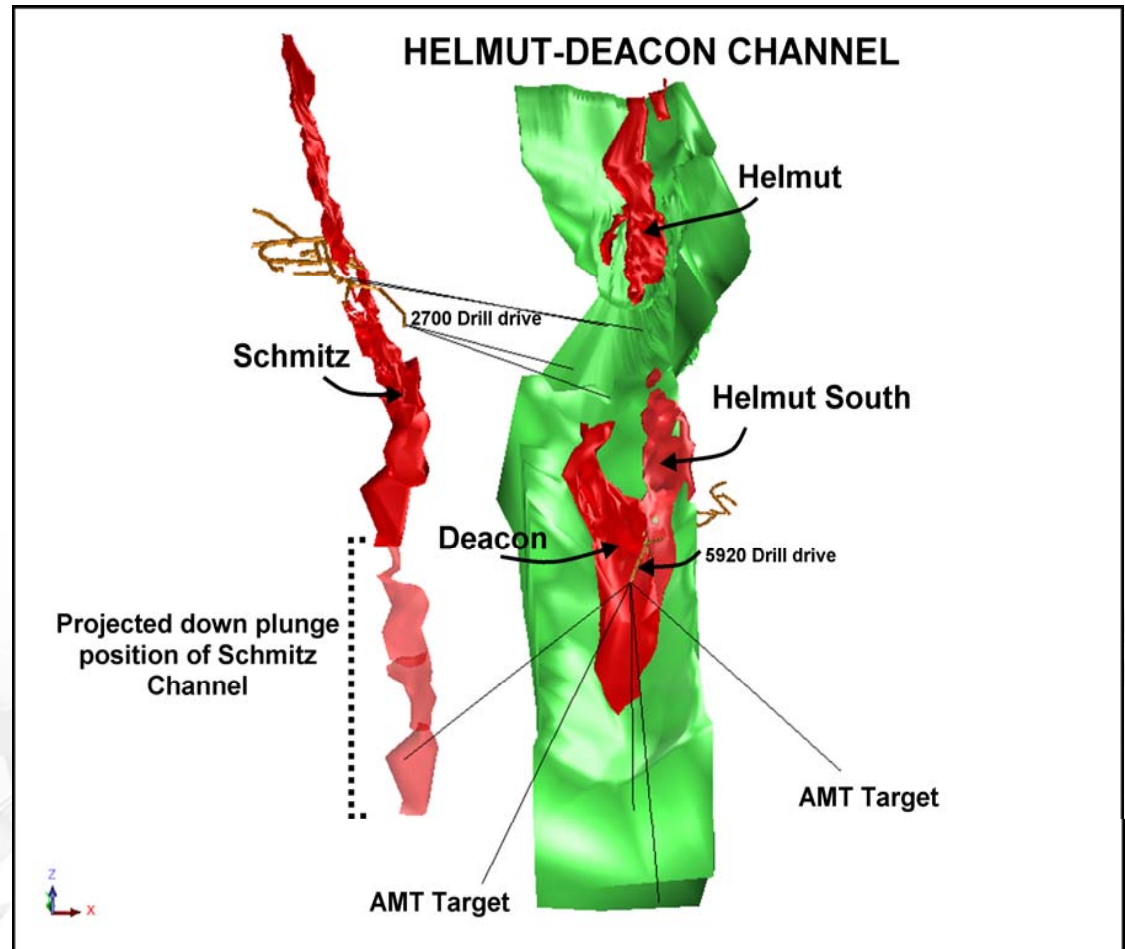 HELMUT-DEACON CHANNEL
Helmut
2700 Drill drive
Schmitz
Helmut South
Deacon
5920 Drill drive
Projected down plunge
position of Schmitz
Channel
AMT Target
AMT Target
Z
X